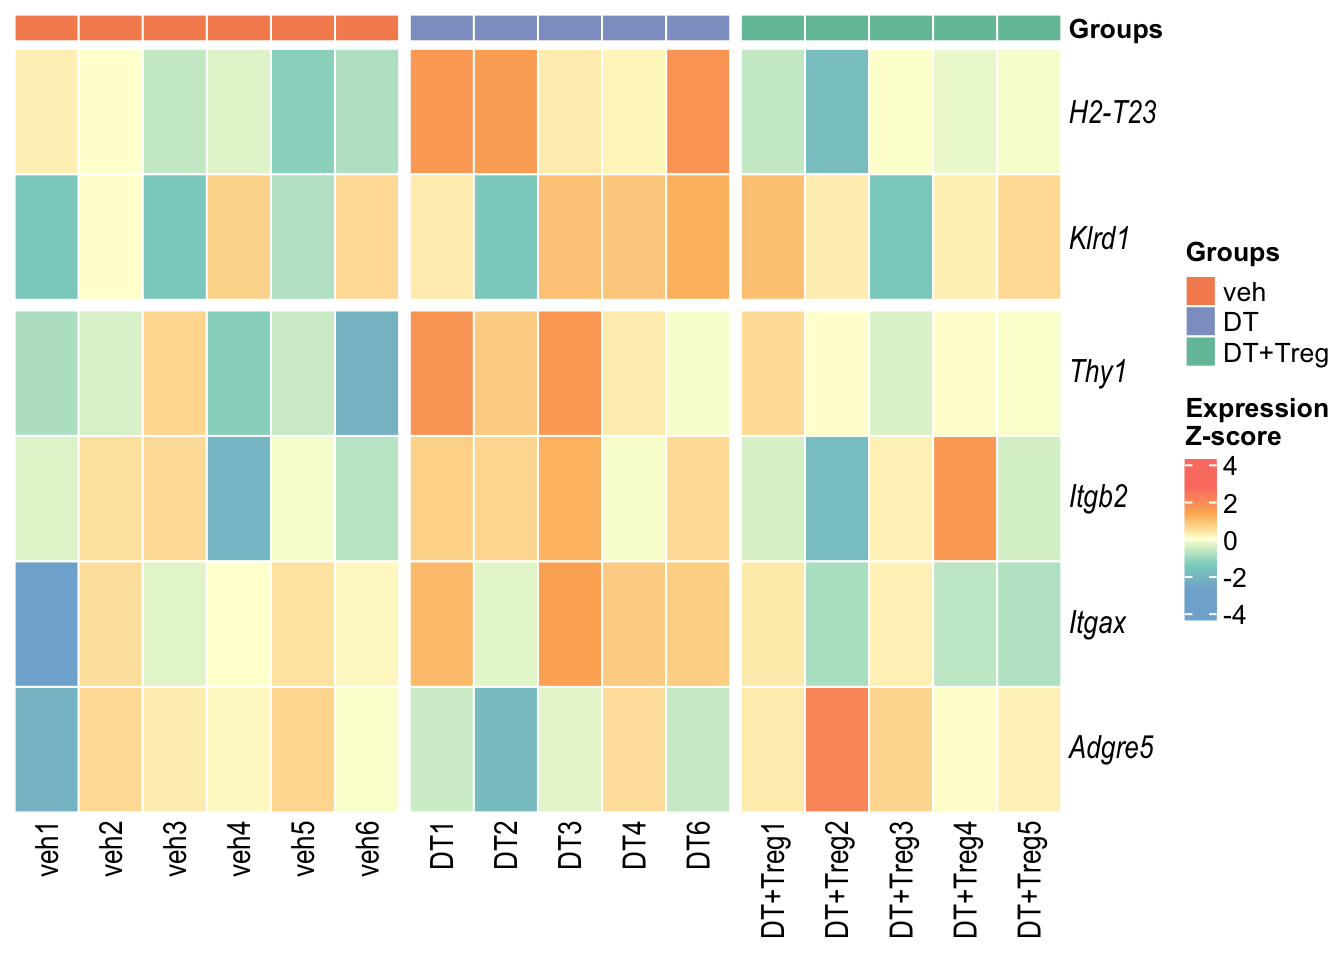 Groups
H2-T23
Klrd1
Thy1
Itgb2
Itgax
Adgre5
veh1 veh2 veh3 veh4 veh5 veh6 DT1 DT2 DT3 DT4 DT6 DT+Treg1 DT+Treg2 DT+Treg3 DT+Treg4 DT+Treg5
Groups
veh
DT
DT+Treg
Expression
Z-score
4
2
0
-2
-4